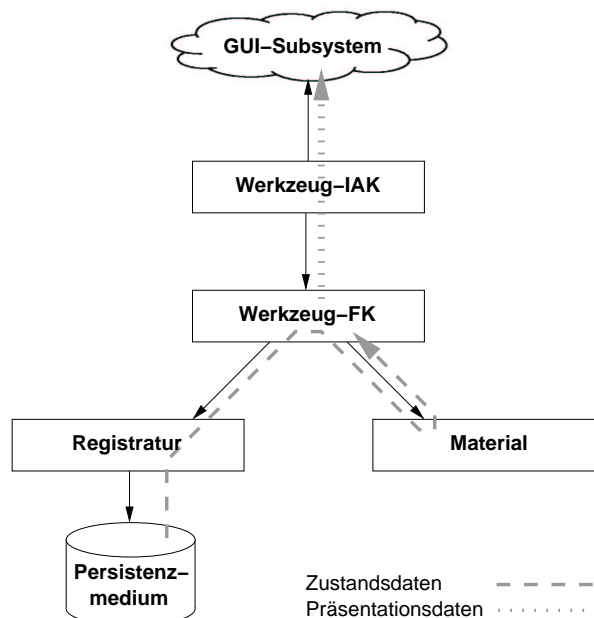 GUI–Subsystem
Werkzeug–IAK
Werkzeug–FK
Registratur
Material
Persistenz–
medium
Zustandsdaten
Präsentationsdaten